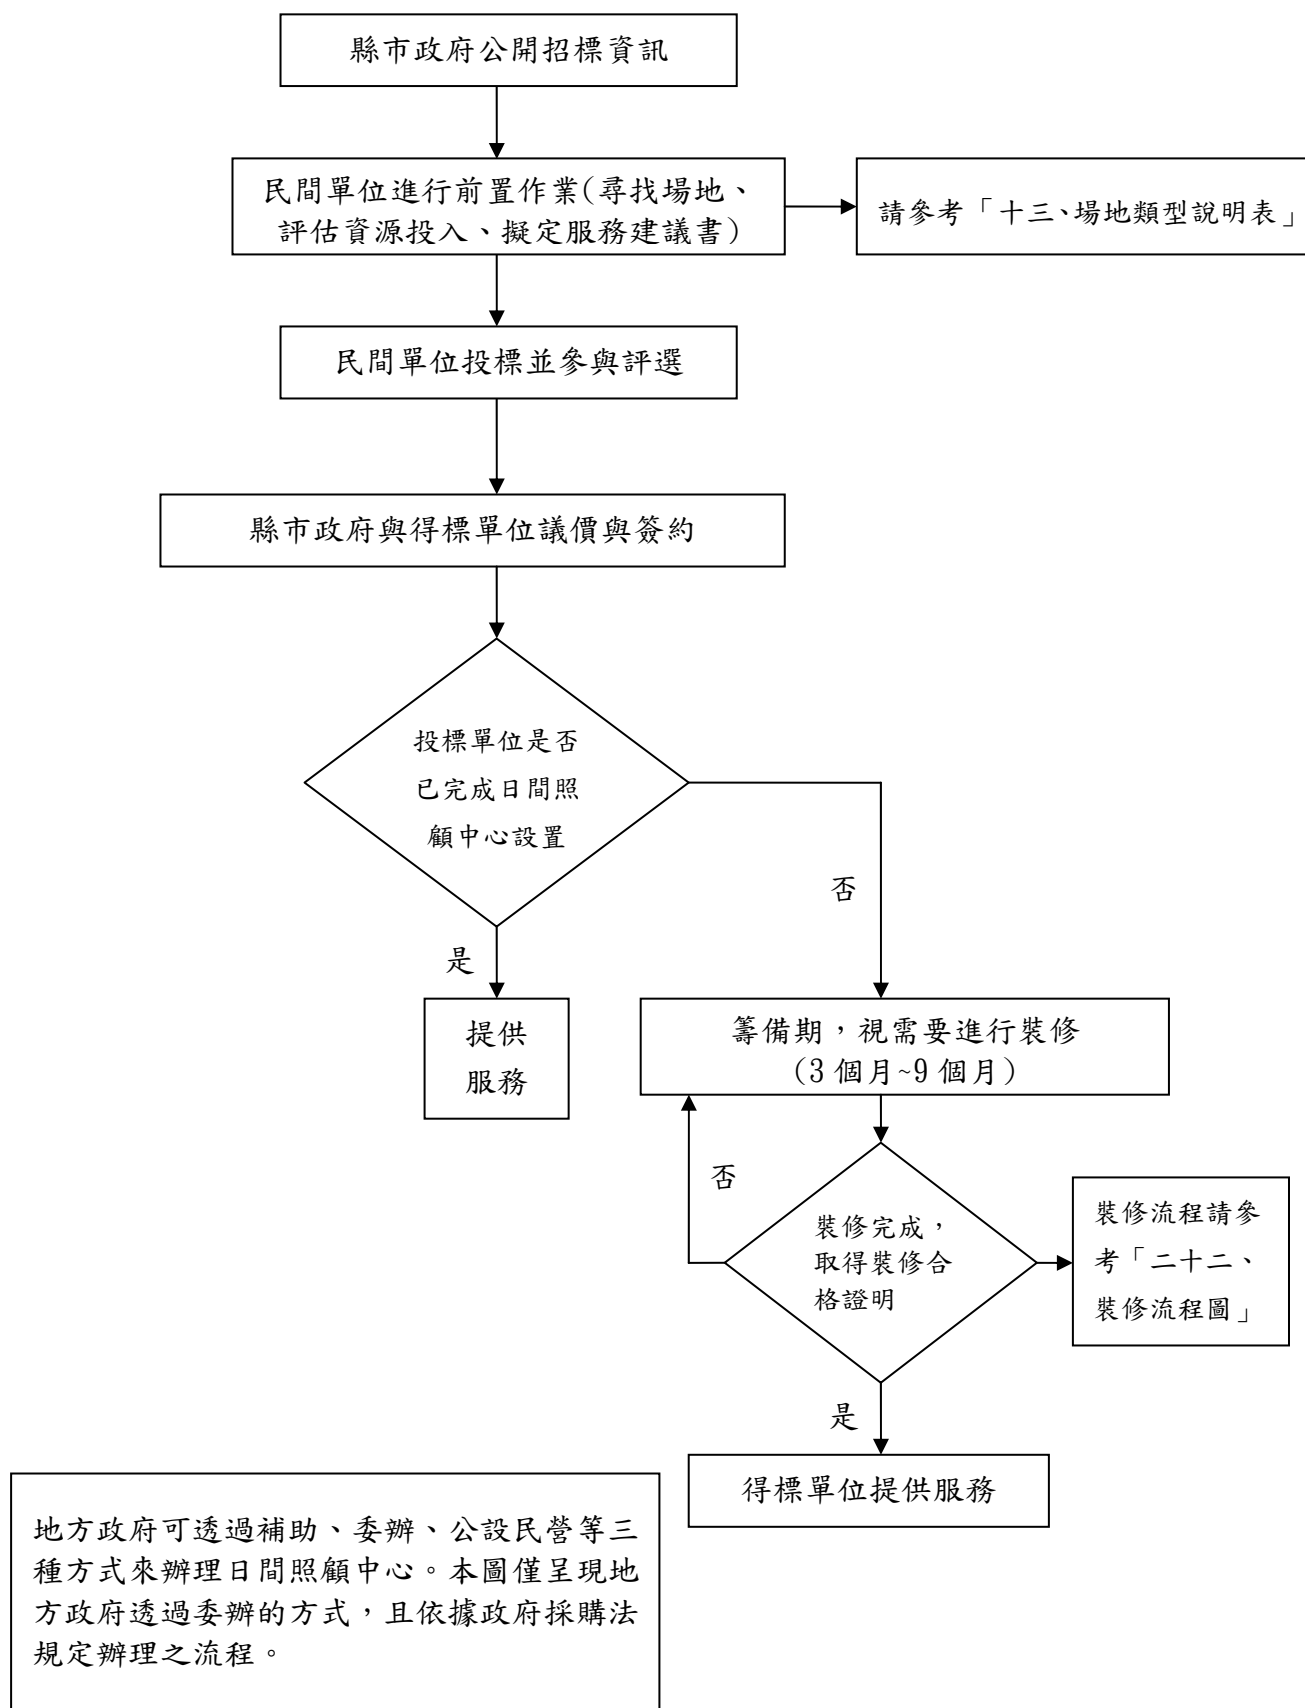 縣市政府公開招標資訊
民間單位進行前置作業(尋找場地、
評估資源投入、擬定服務建議書)
請參考「十三、場地類型說明表」
民間單位投標並參與評選
縣市政府與得標單位議價與簽約
投標單位是否
已完成日間照
顧中心設置
否
是
提供
服務
籌備期，視需要進行裝修
(3 個月~9 個月)
否
裝修完成，
取得裝修合
格證明
裝修流程請參
考「二十二、
裝修流程圖」
是
得標單位提供服務
地方政府可透過補助、委辦、公設民營等三
種方式來辦理日間照顧中心。本圖僅呈現地
方政府透過委辦的方式，且依據政府採購法
規定辦理之流程。